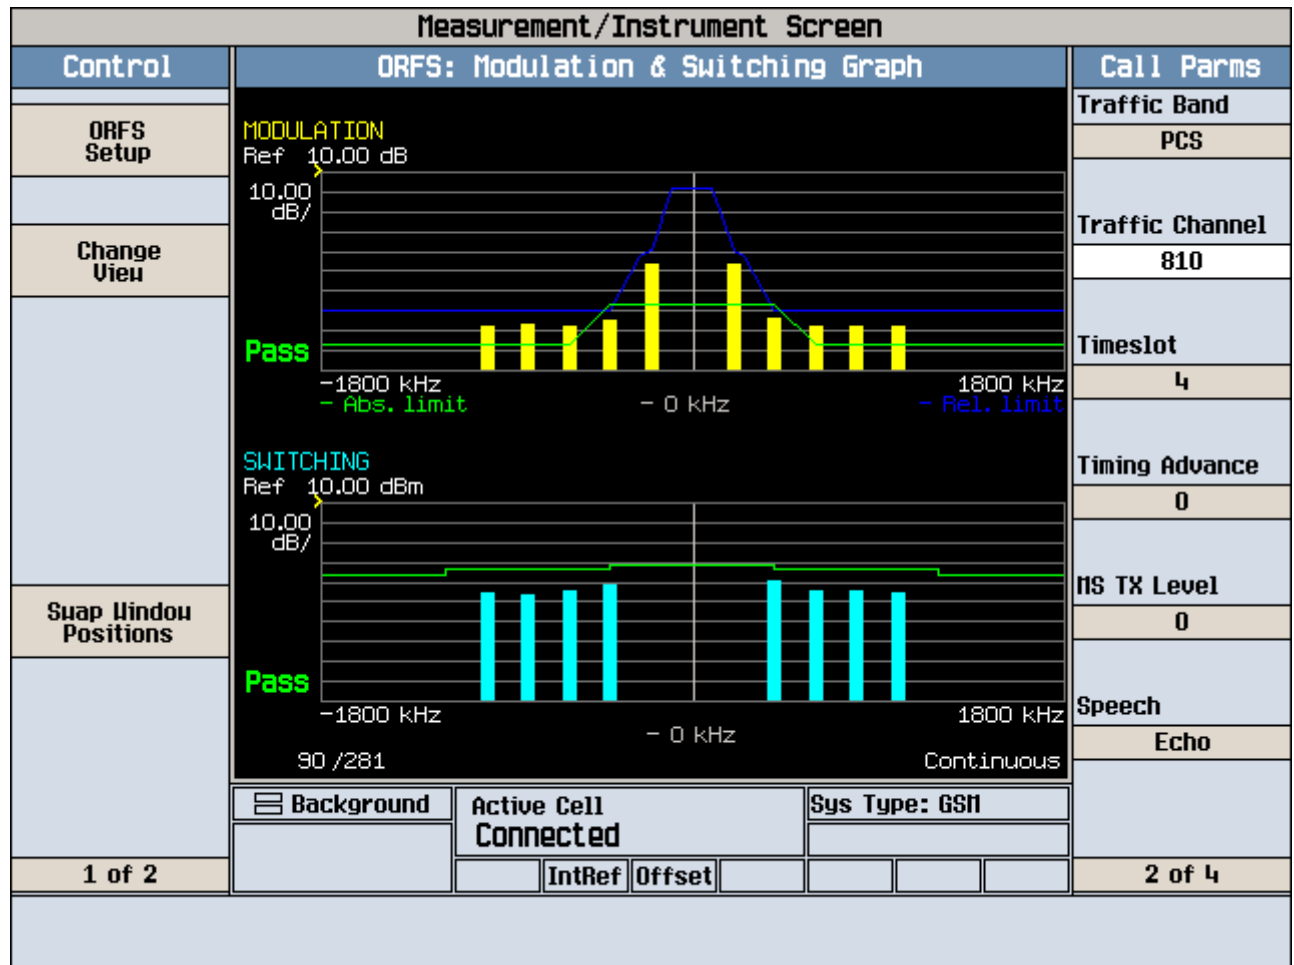 Measurement/Instrument Screen
Control
ORFS
Setup
Change
View
Swap Window
Positions
1 of 2
ORFS: Modulation & Switching Graph
MODULATION
Ref 10.00 dB
10.00
dB/
Pass
-1800 kHz
1800 kHz
- Abs. limit
- 0 kHz
- Rel. limit
SWITCHING
Ref 10.00 dBm
10.00
dB/
Pass
-1800 kHz
1800 kHz
- 0 kHz
90 /281
Continuous
Background
Active Cell
Connected
Sys Type: GSM
IntRef
Offset
Call Parms
Traffic Band
PCS
Traffic Channel
810
Timeslot
4
Timing Advance
0
MS TX Level
0
Speech
Echo
2 of 4